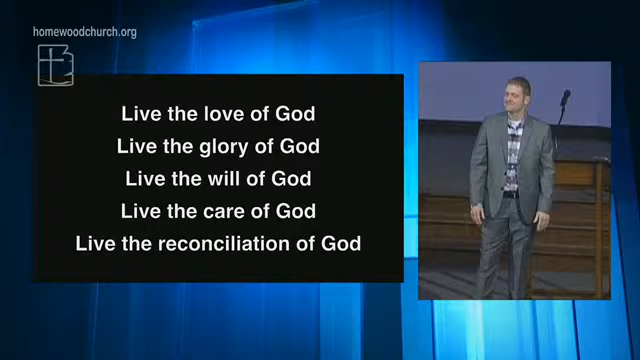 homewoodchurch.org
Live the love of God
Live the glory of God
Live the will of God
Live the care of God
Live the reconciliation of God